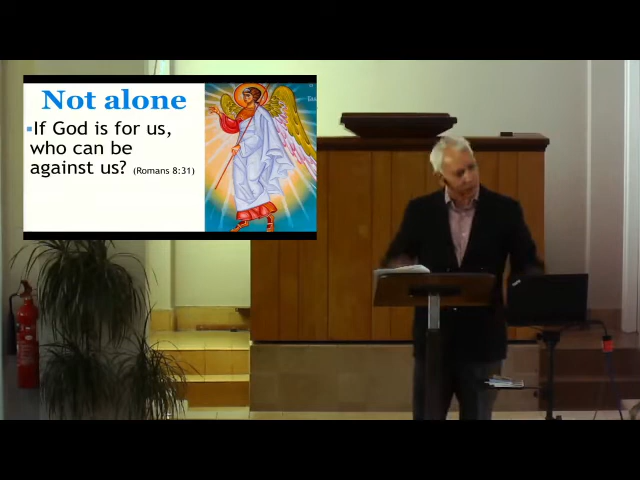 Not alone
If God is for us,
who can be
against us? (Romans 8:31)